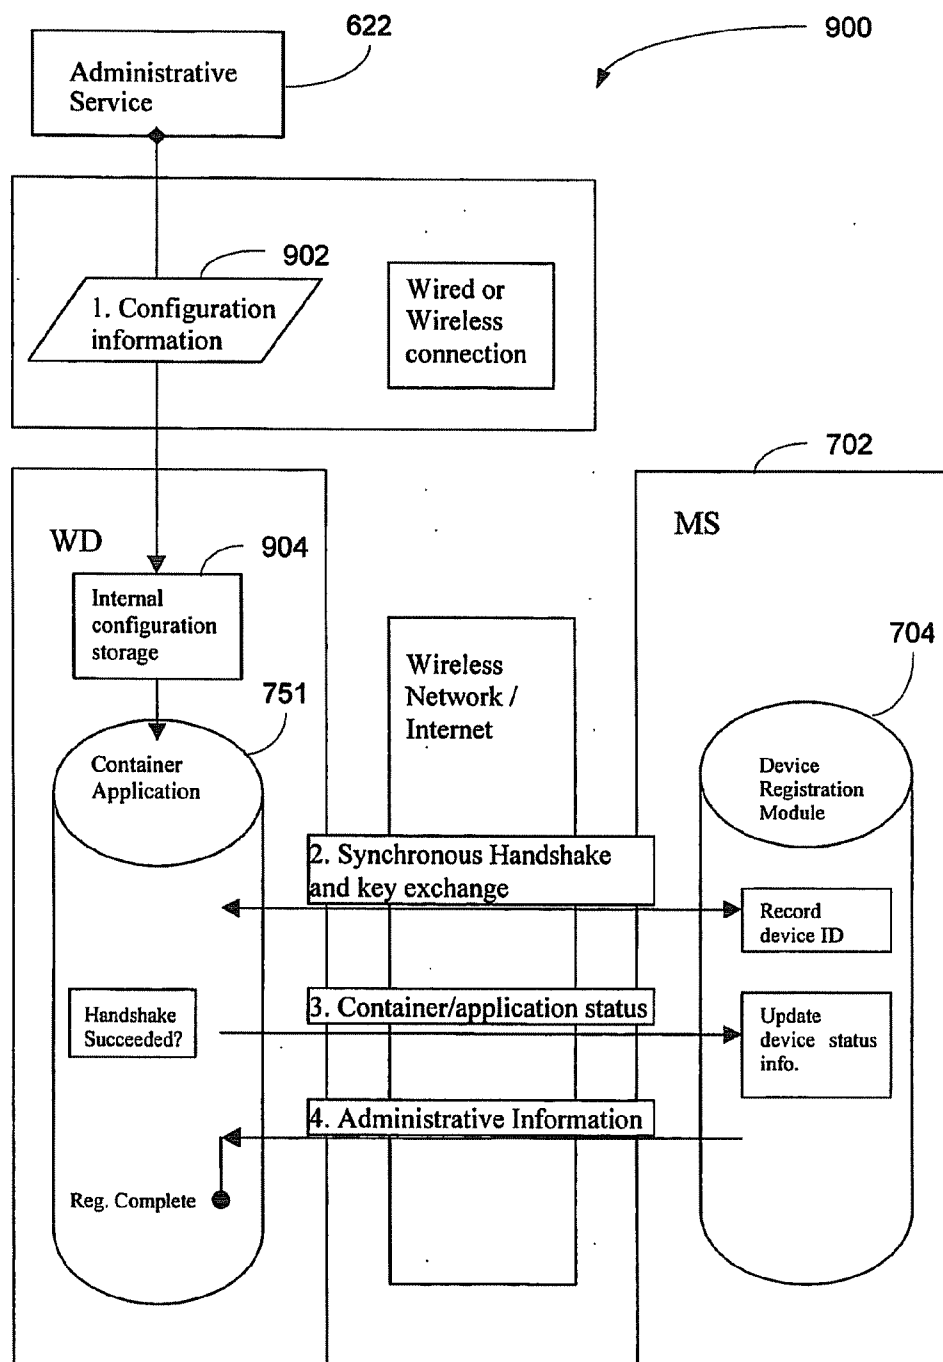 622
900
Administrative
Service
902
1. Configuration
information
Wired or
Wireless
connection
702
WD
MS
904
Internal
configuration
storage
Wireless
Network /
Internet
704
751
Container
Application
Device
Registration
Module
2. Synchronous Handshake
and key exchange
Record
device ID
3. Container/application status
Handshake
Succeeded?
Update
device status
info.
4. Administrative Information
Reg. Complete